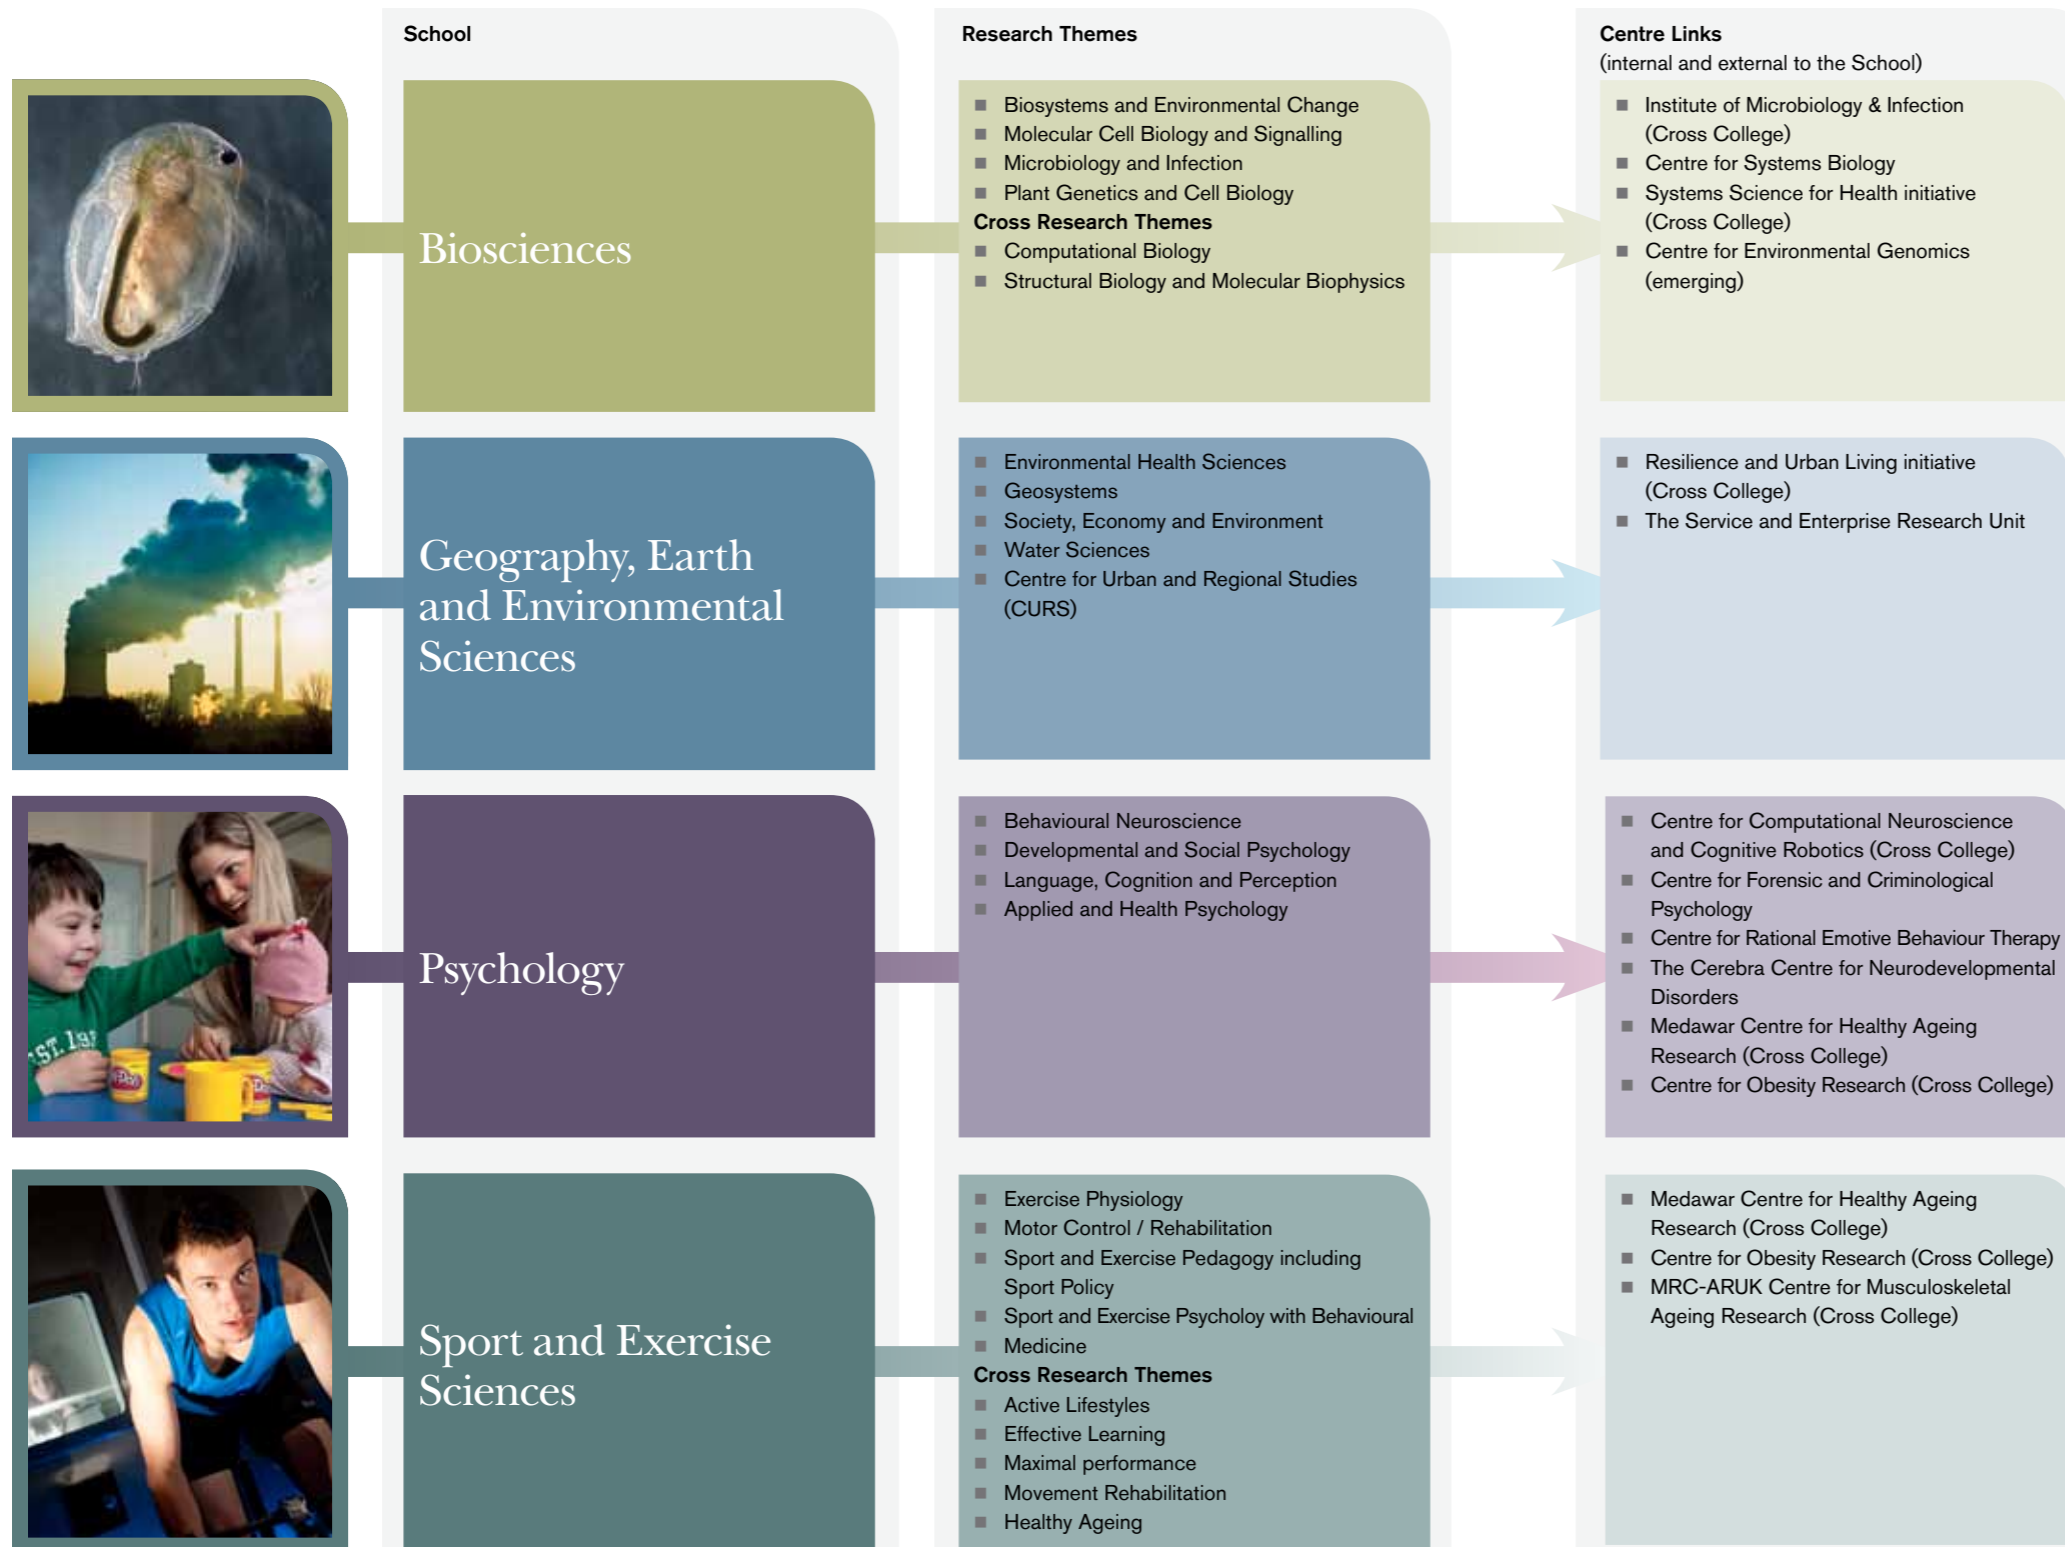 School
Research Themes
Centre Links
(internal and external to the School)
Biosciences
■ Biosystems and Environmental Change
■ Molecular Cell Biology and Signalling
■ Microbiology and Infection
■ Plant Genetics and Cell Biology
Cross Research Themes
■ Computational Biology
■ Structural Biology and Molecular Biophysics
■ Institute of Microbiology & Infection
(Cross College)
■ Centre for Systems Biology
■ Systems Science for Health initiative
(Cross College)
■ Centre for Environmental Genomics
(emerging)
Geography, Earth
and Environmental
Sciences
■ Environmental Health Sciences
■ Geosystems
■ Society, Economy and Environment
■ Water Sciences
■ Centre for Urban and Regional Studies
(CURS)
■ Resilience and Urban Living initiative
(Cross College)
■ The Service and Enterprise Research Unit
EST. 19
Psychology
■ Behavioural Neuroscience
■ Developmental and Social Psychology
■ Language, Cognition and Perception
■ Applied and Health Psychology
■ Centre for Computational Neuroscience
and Cognitive Robotics (Cross College)
■ Centre for Forensic and Criminological
Psychology
■ Centre for Rational Emotive Behaviour Therapy
■ The Cerebra Centre for Neurodevelopmental
Disorders
■ Medawar Centre for Healthy Ageing
Research (Cross College)
■ Centre for Obesity Research (Cross College)
Sport and Exercise
Sciences
■ Exercise Physiology
■ Motor Control / Rehabilitation
■ Sport and Exercise Pedagogy including
Sport Policy
■ Sport and Exercise Psycholoy with Behavioural
■ Medicine
Cross Research Themes
■ Active Lifestyles
■ Effective Learning
■ Maximal performance
■ Movement Rehabilitation
■ Healthy Ageing
■ Medawar Centre for Healthy Ageing
Research (Cross College)
■ Centre for Obesity Research (Cross College)
■ MRC-ARUK Centre for Musculoskeletal
Ageing Research (Cross College)